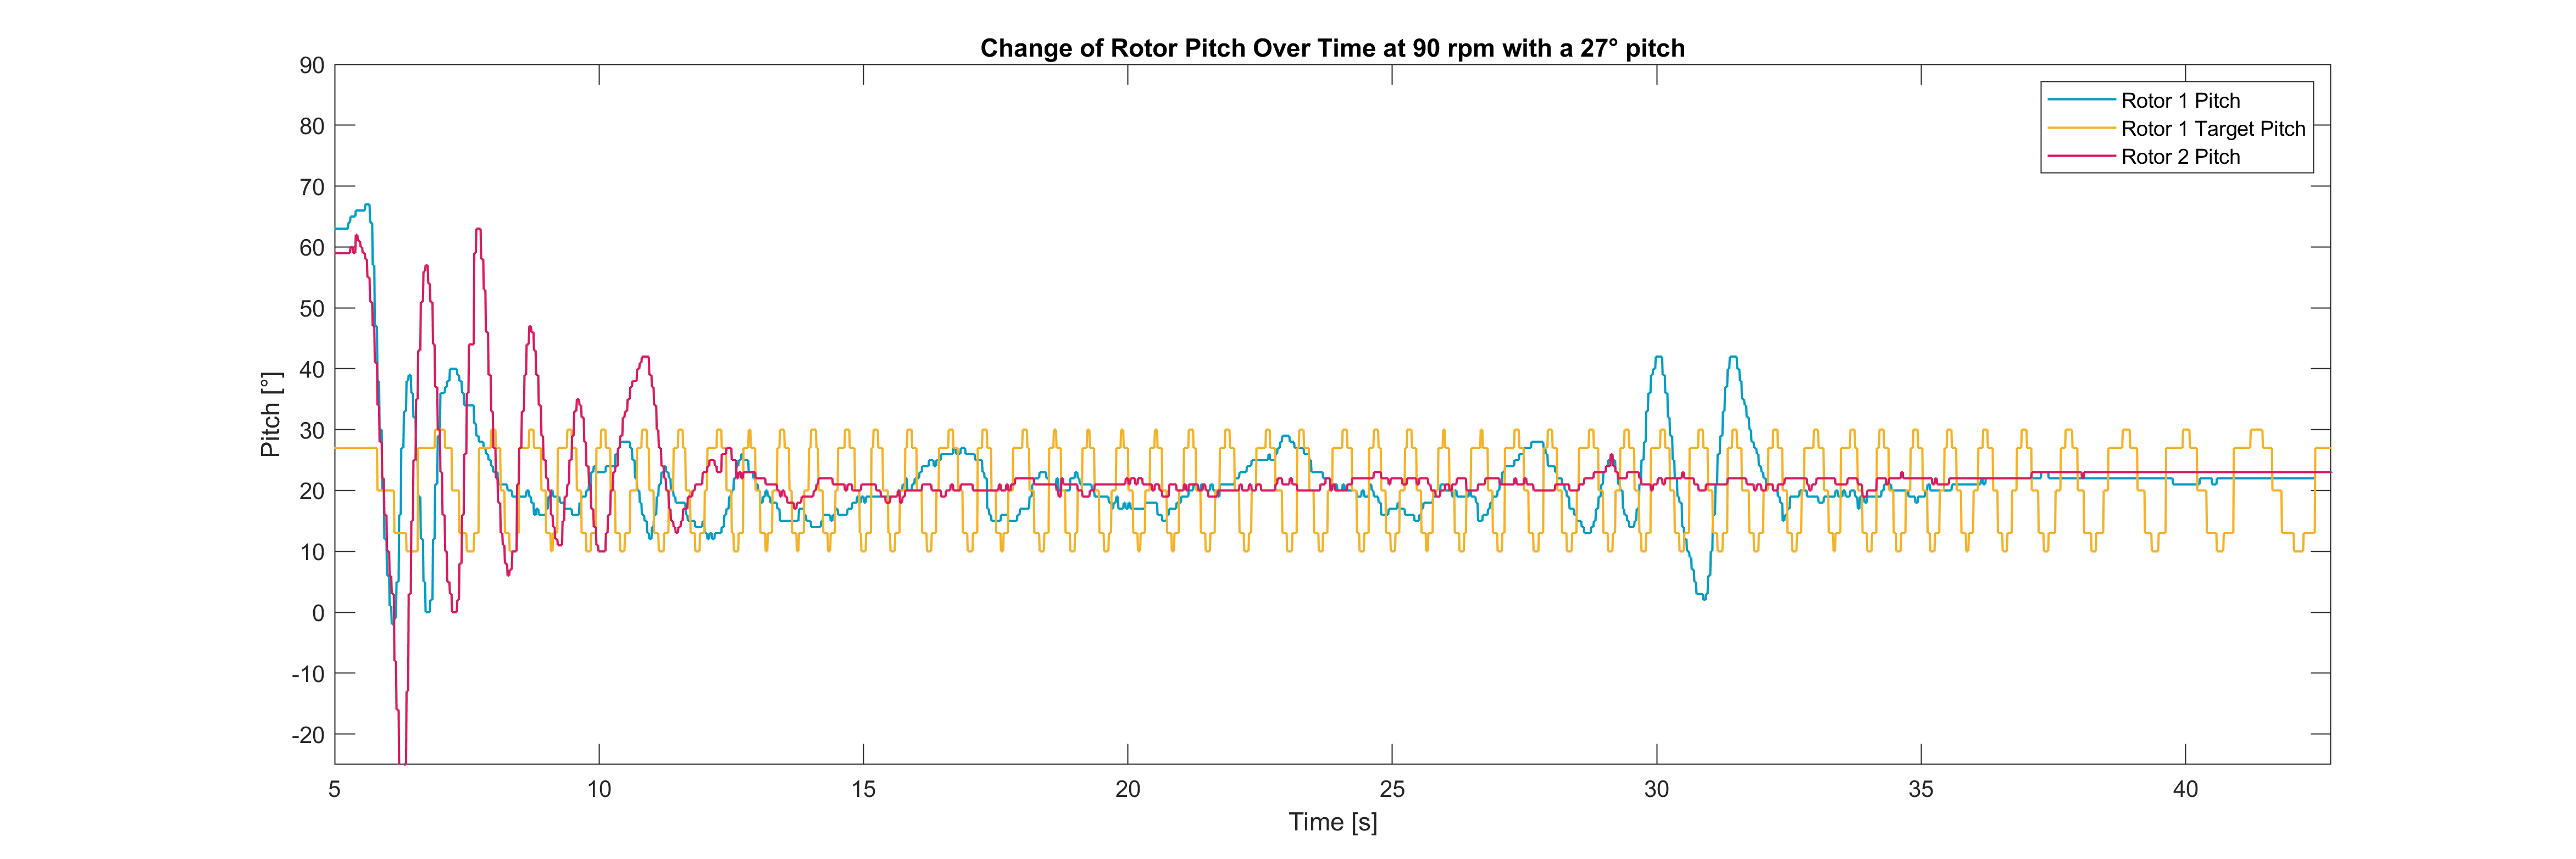 Change of Rotor Pitch Over Time at 90 rpm with a 27° pitch
90
80
70
60
50
40
30
20
10
0
-10
-20
Pitch [°]
Rotor 1 Pitch
Rotor 1 Target Pitch
Rotor 2 Pitch
5 10 15 20 25 30 35 40
Time [s]